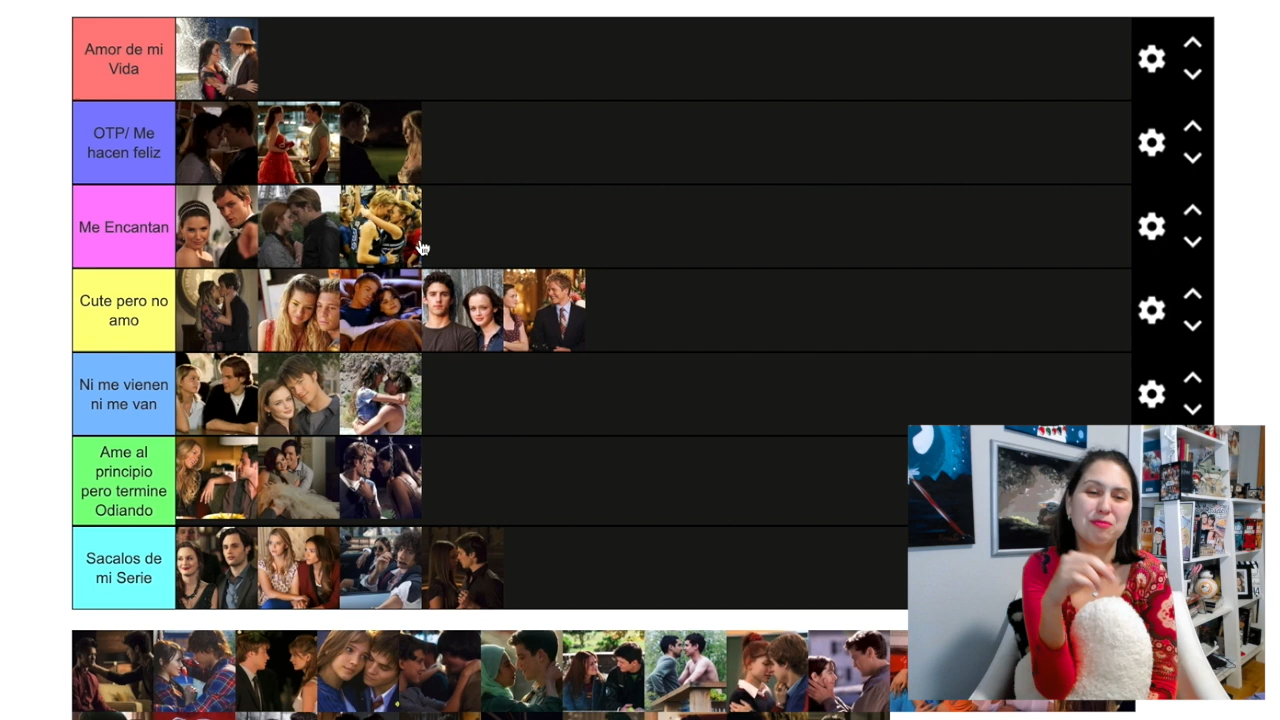 Amor de mi
Vida
OTP/ Me
hacen feliz
Me Encantan
Cute pero no
amo
Ni me vienen
ni me van
Ame al
principio
pero termine
Odiando
Sacalos de
mi Serie